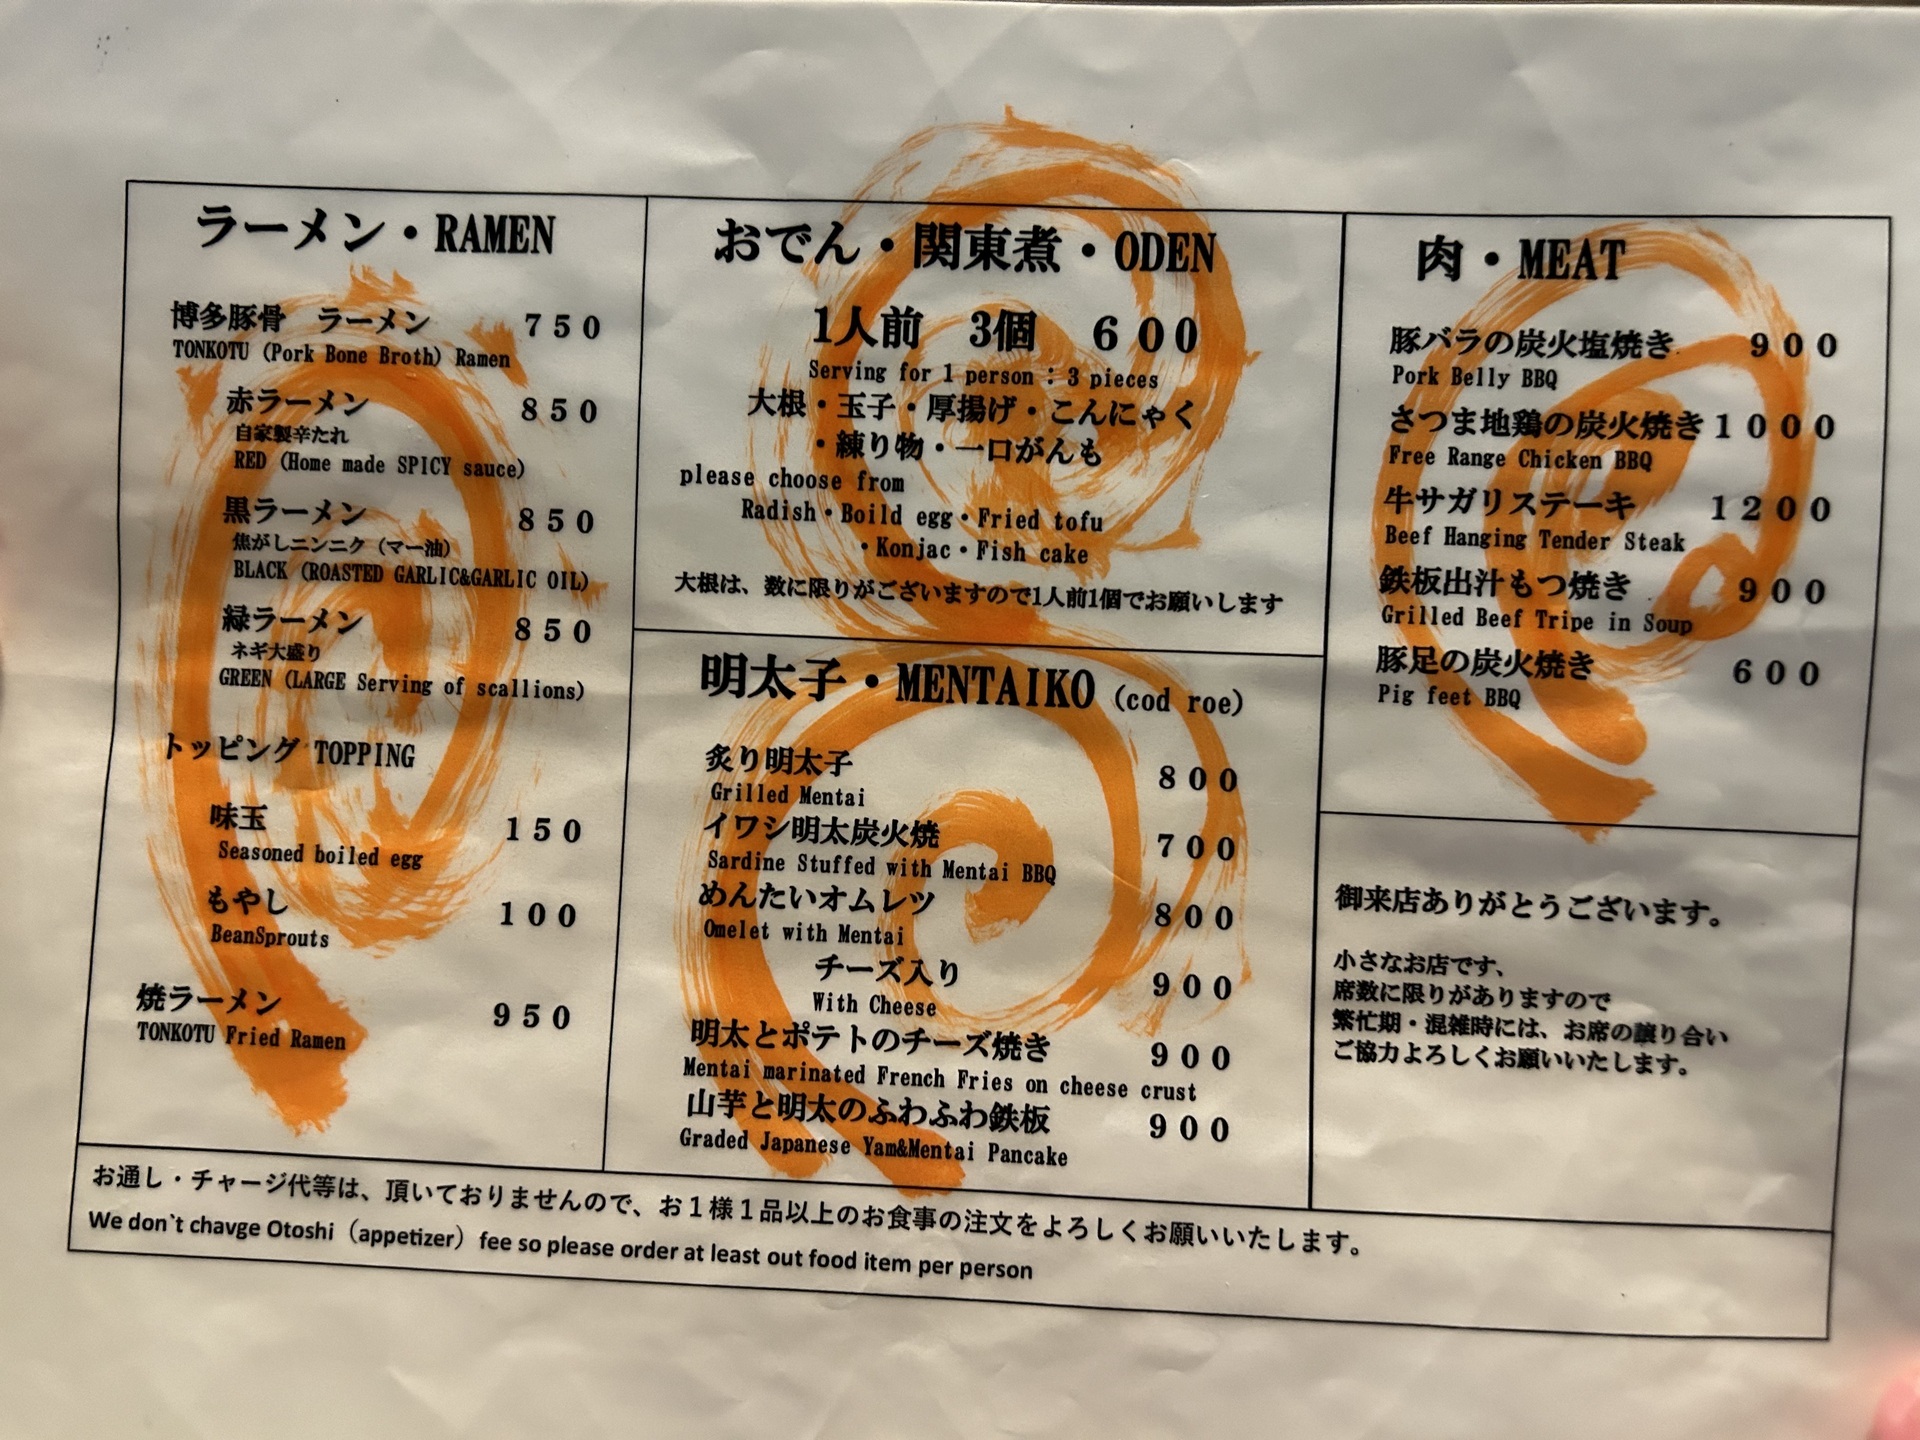 ラーメン・RAMEN
博多豚骨　ラーメン　７５０
TONKOTU (Pork Bone Broth) Ramen
赤ラーメン　８５０
自家製辛たれ
RED (Home made SPICY sauce)
黒ラーメン　８５０
焦がしニンニク（マー油）
BLACK (ROASTED GARLIC&GARLIC OIL)
緑ラーメン　８５０
ネギ大盛り
GREEN (LARGE Serving of scallions)
トッピング TOPPING
味玉　１５０
Seasoned boiled egg
もやし　１００
BeanSprouts
焼ラーメン　９５０
TONKOTU Fried Ramen
おでん・関東煮・ODEN
1人前　3個　６００
Serving for 1 person：3 pieces
大根・玉子・厚揚げ・こんにゃく
・練り物・一口がんも
please choose from
Radish・Boild egg・Fried tofu
・Konjac・Fish cake
大根は、数に限りがございますので1人前1個でお願いします
明太子・MENTAIKO (cod roe)
炙り明太子　８００
Grilled Mentai
イワシ明太炭火焼　７００
Sardine Stuffed with Mentai BBQ
めんたいオムレツ　８００
Omelet with Mentai
チーズ入り　９００
With Cheese
明太とポテトのチーズ焼き　９００
Mentai marinated French Fries on cheese crust
山芋と明太のふわふわ鉄板　９００
Graded Japanese Yam&Mentai Pancake
肉・MEAT
豚バラの炭火塩焼き　９００
Pork Belly BBQ
さつま地鶏の炭火焼き１０００
Free Range Chicken BBQ
牛サガリステーキ　１２００
Beef Hanging Tender Steak
鉄板出汁もつ焼き　９００
Grilled Beef Tripe in Soup
豚足の炭火焼き　６００
Pig feet BBQ
御来店ありがとうございます。
小さなお店です、
席数に限りがありますので
繁忙期・混雑時には、お席の譲り合い
ご協力よろしくお願いいたします。
お通し・チャージ代等は、頂いておりませんので、お１様１品以上のお食事の注文をよろしくお願いいたします。
We don`t chavge Otoshi（appetizer）fee so please order at least out food item per person